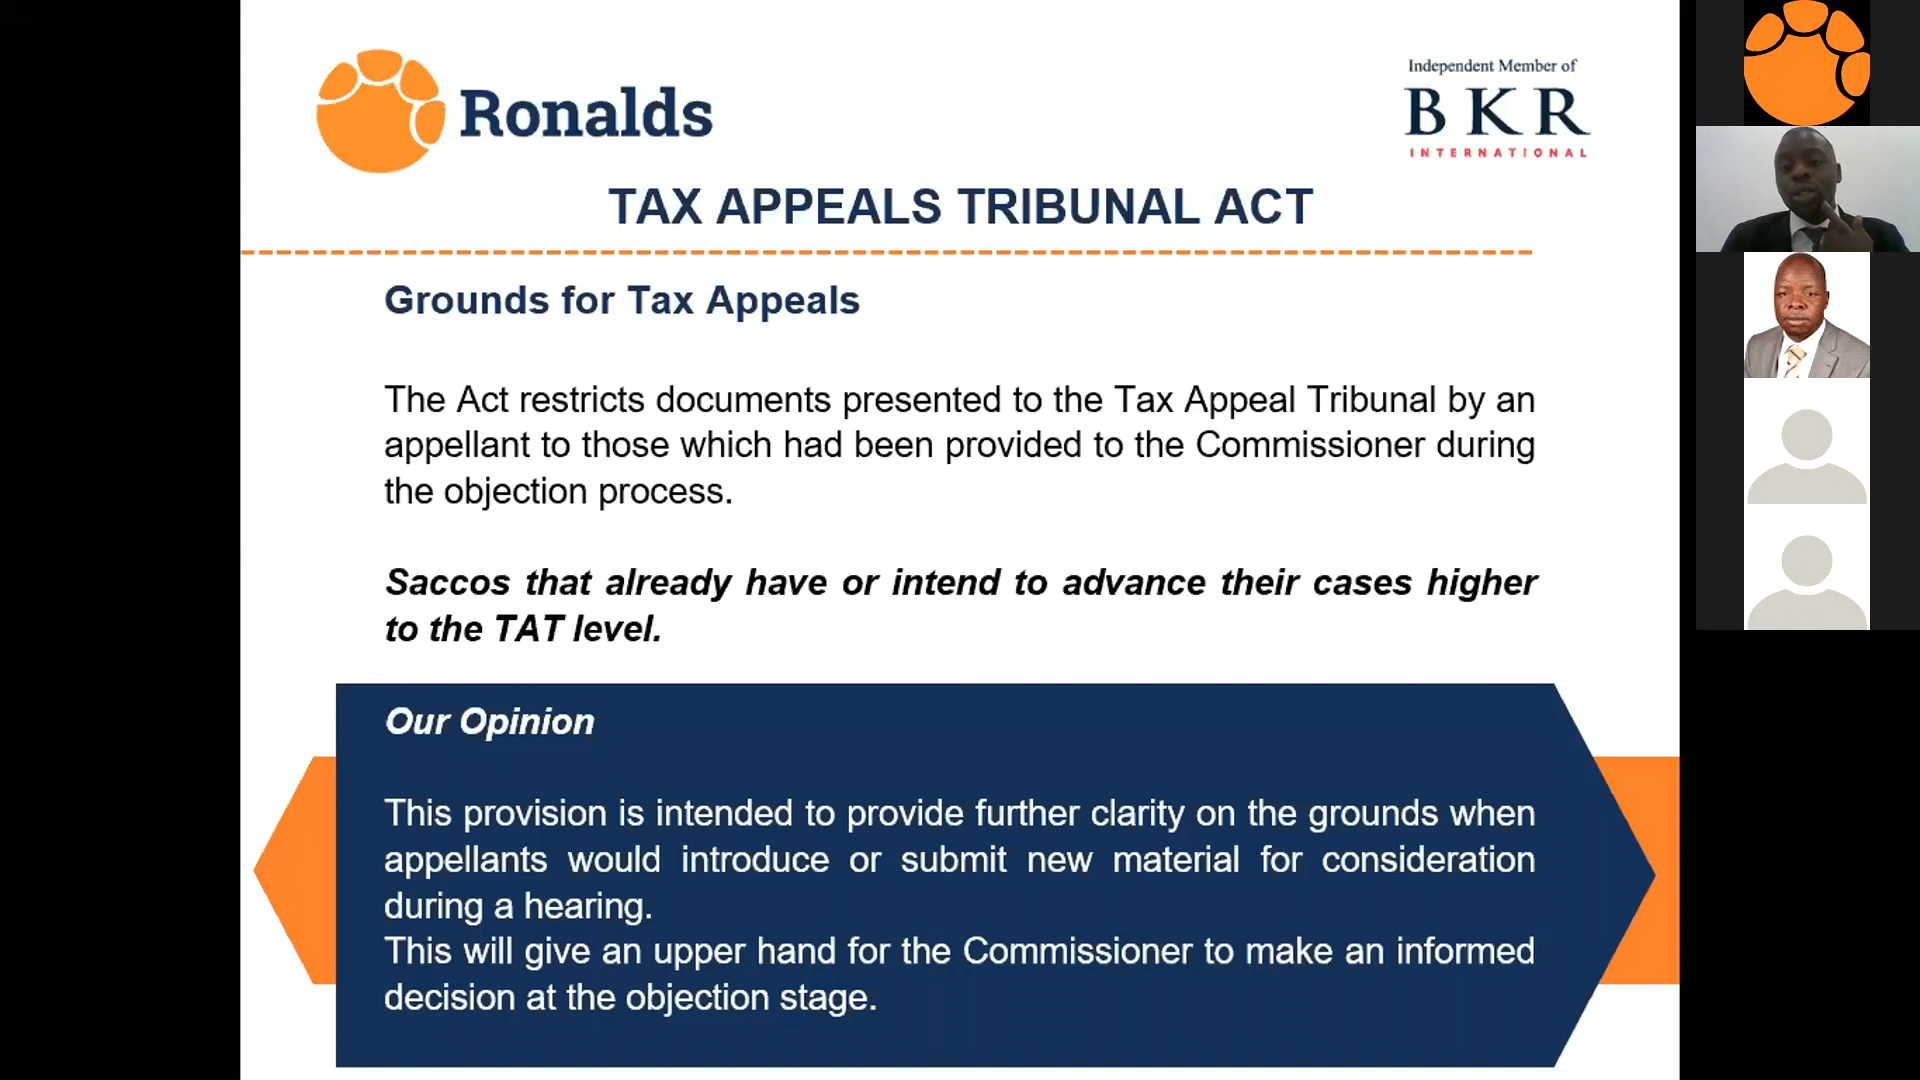 Ronalds
Independent Member of
BKR
INTERNATIONAL
TAX APPEALS TRIBUNAL ACT
Grounds for Tax Appeals
The Act restricts documents presented to the Tax Appeal Tribunal by an
appellant to those which had been provided to the Commissioner during
the objection process.
Saccos that already have or intend to advance their cases higher
to the TAT level.
Our Opinion
This provision is intended to provide further clarity on the grounds when
appellants would introduce or submit new material for consideration
during a hearing.
This will give an upper hand for the Commissioner to make an informed
decision at the objection stage.